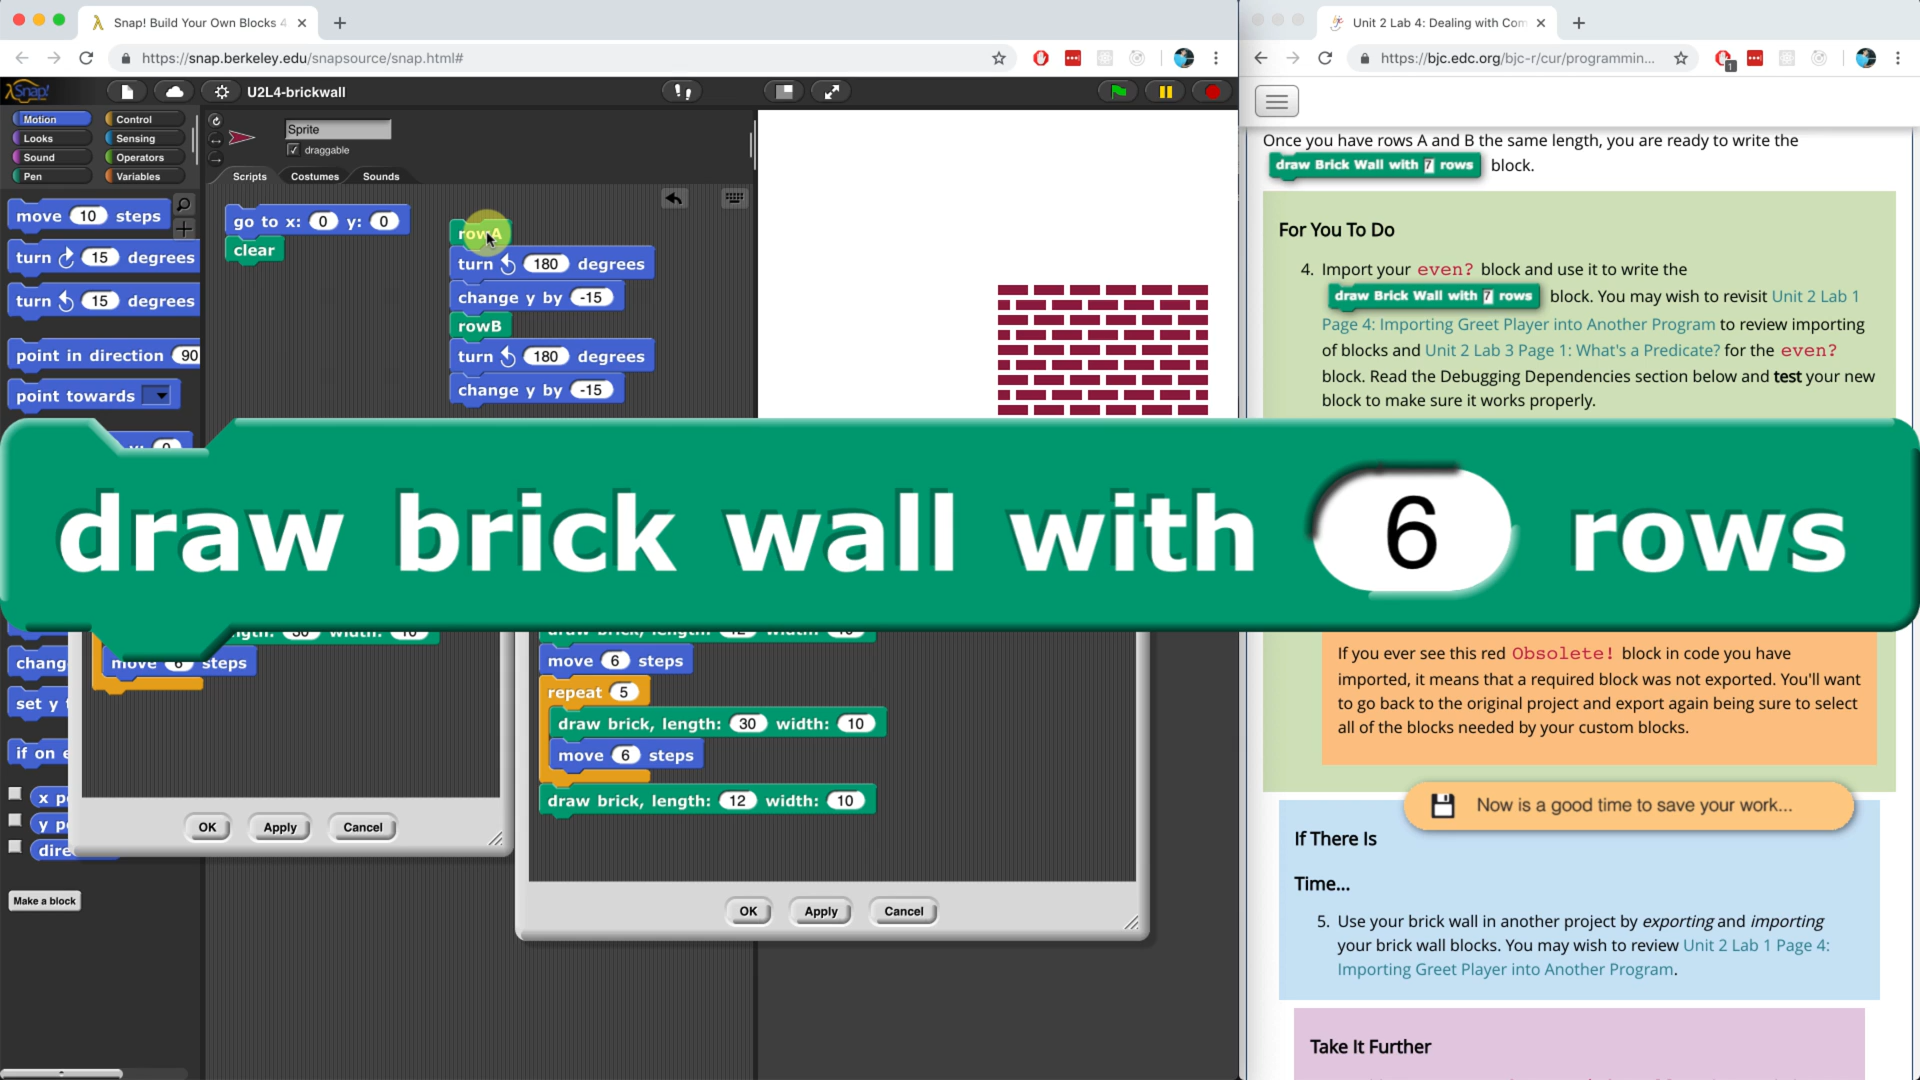 Snap! Build Your Own Blocks 4
https://snap.berkeley.edu/snapsource/snap.html#
Snap!
U2L4-brickwall
Motion
Control
Looks
Sensing
Sound
Operators
Pen
Variables
Sprite
draggable
Scripts
Costumes
Sounds
move 10 steps
turn 15 degrees
turn 15 degrees
point in direction 90
point towards
go to x: 0 y: 0
clear
rowA
turn 180 degrees
change y by -15
rowB
turn 180 degrees
change y by -15
draw brick wall with 6 rows
chang
set y
if on e
x p
y p
dire
Make a block
move 6 steps
OK
Apply
Cancel
draw brick, length: 12 width: 10
move 6 steps
repeat 5
draw brick, length: 30 width: 10
move 6 steps
draw brick, length: 12 width: 10
OK
Apply
Cancel
Unit 2 Lab 4: Dealing with Com
https://bjc.edc.org/bjc-r/cur/programmin...
1
Once you have rows A and B the same length, you are ready to write the
draw Brick Wall with 7 rows block.
For You To Do
4. Import your even? block and use it to write the
draw Brick Wall with 7 rows block. You may wish to revisit Unit 2 Lab 1
Page 4: Importing Greet Player into Another Program to review importing
of blocks and Unit 2 Lab 3 Page 1: What's a Predicate? for the even?
block. Read the Debugging Dependencies section below and test your new
block to make sure it works properly.
If you ever see this red Obsolete! block in code you have
imported, it means that a required block was not exported. You'll want
to go back to the original project and export again being sure to select
all of the blocks needed by your custom blocks.
Now is a good time to save your work...
If There Is
Time...
5. Use your brick wall in another project by exporting and importing
your brick wall blocks. You may wish to review Unit 2 Lab 1 Page 4:
Importing Greet Player into Another Program.
Take It Further